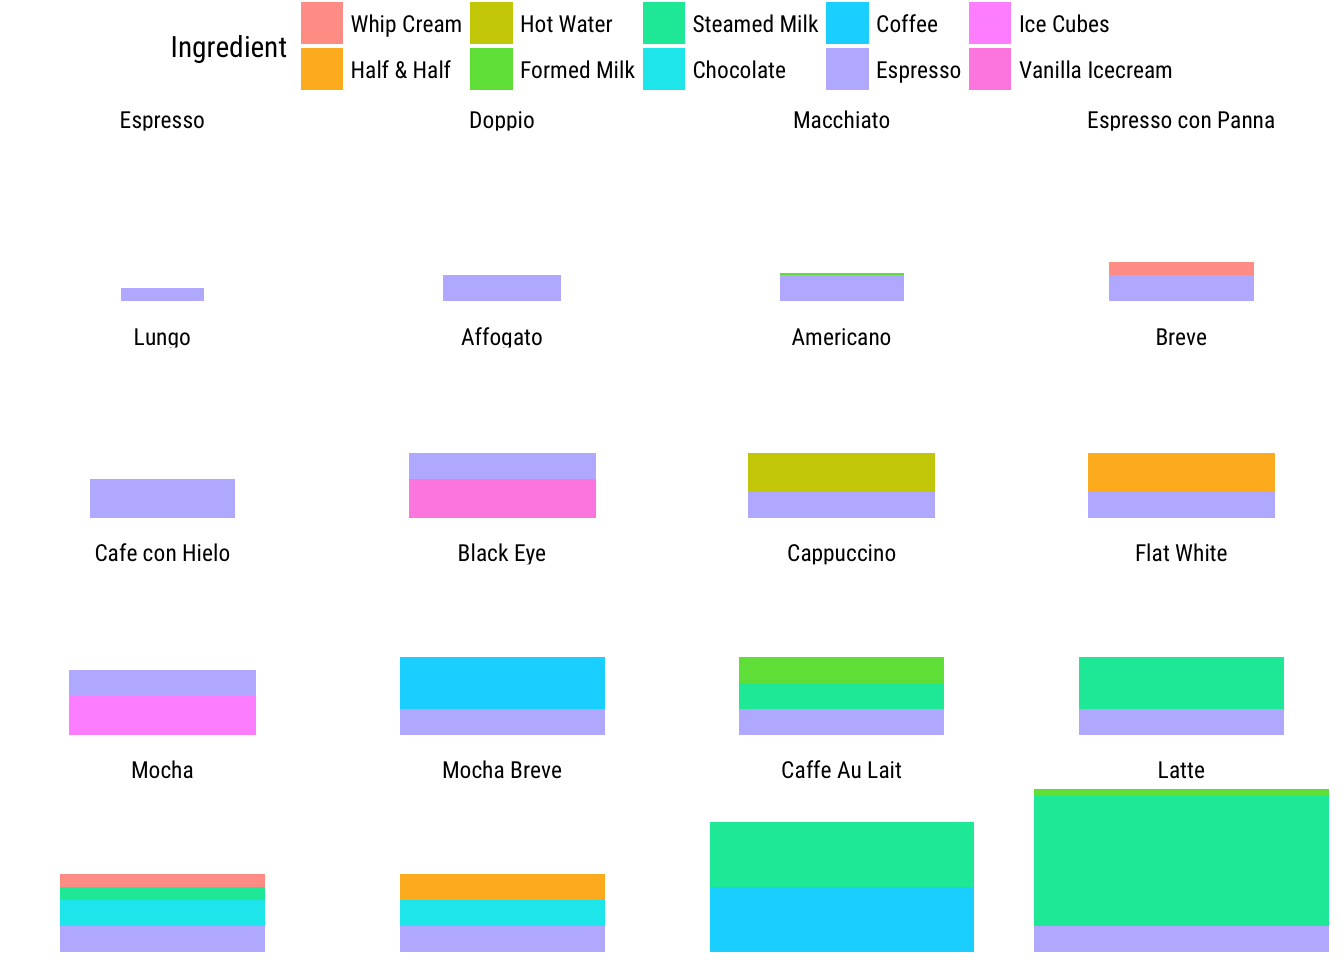 Ingredient
Whip Cream Hot Water Steamed Milk Coffee Ice Cubes
Half & Half Formed Milk Chocolate Espresso Vanilla Icecream
Espresso Doppio Macchiato Espresso con Panna
Lungo Affogato Americano Breve
Cafe con Hielo Black Eye Cappuccino Flat White
Mocha Mocha Breve Caffe Au Lait Latte